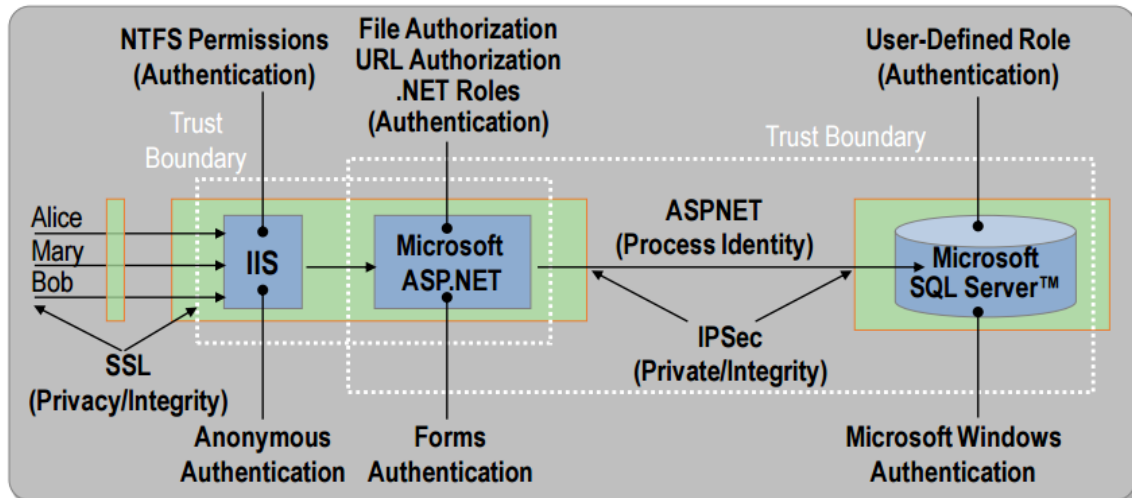 NTFS Permissions
(Authentication)
File Authorization
URL Authorization
.NET Roles
(Authentication)
User-Defined Role
(Authentication)
Trust
Boundary
Trust Boundary
Alice
Mary
Bob
IIS
Microsoft
ASP.NET
ASPNET
(Process Identity)
Microsoft
SQL Server™
SSL
(Privacy/Integrity)
IPSec
(Private/Integrity)
Anonymous
Authentication
Forms
Authentication
Microsoft Windows
Authentication